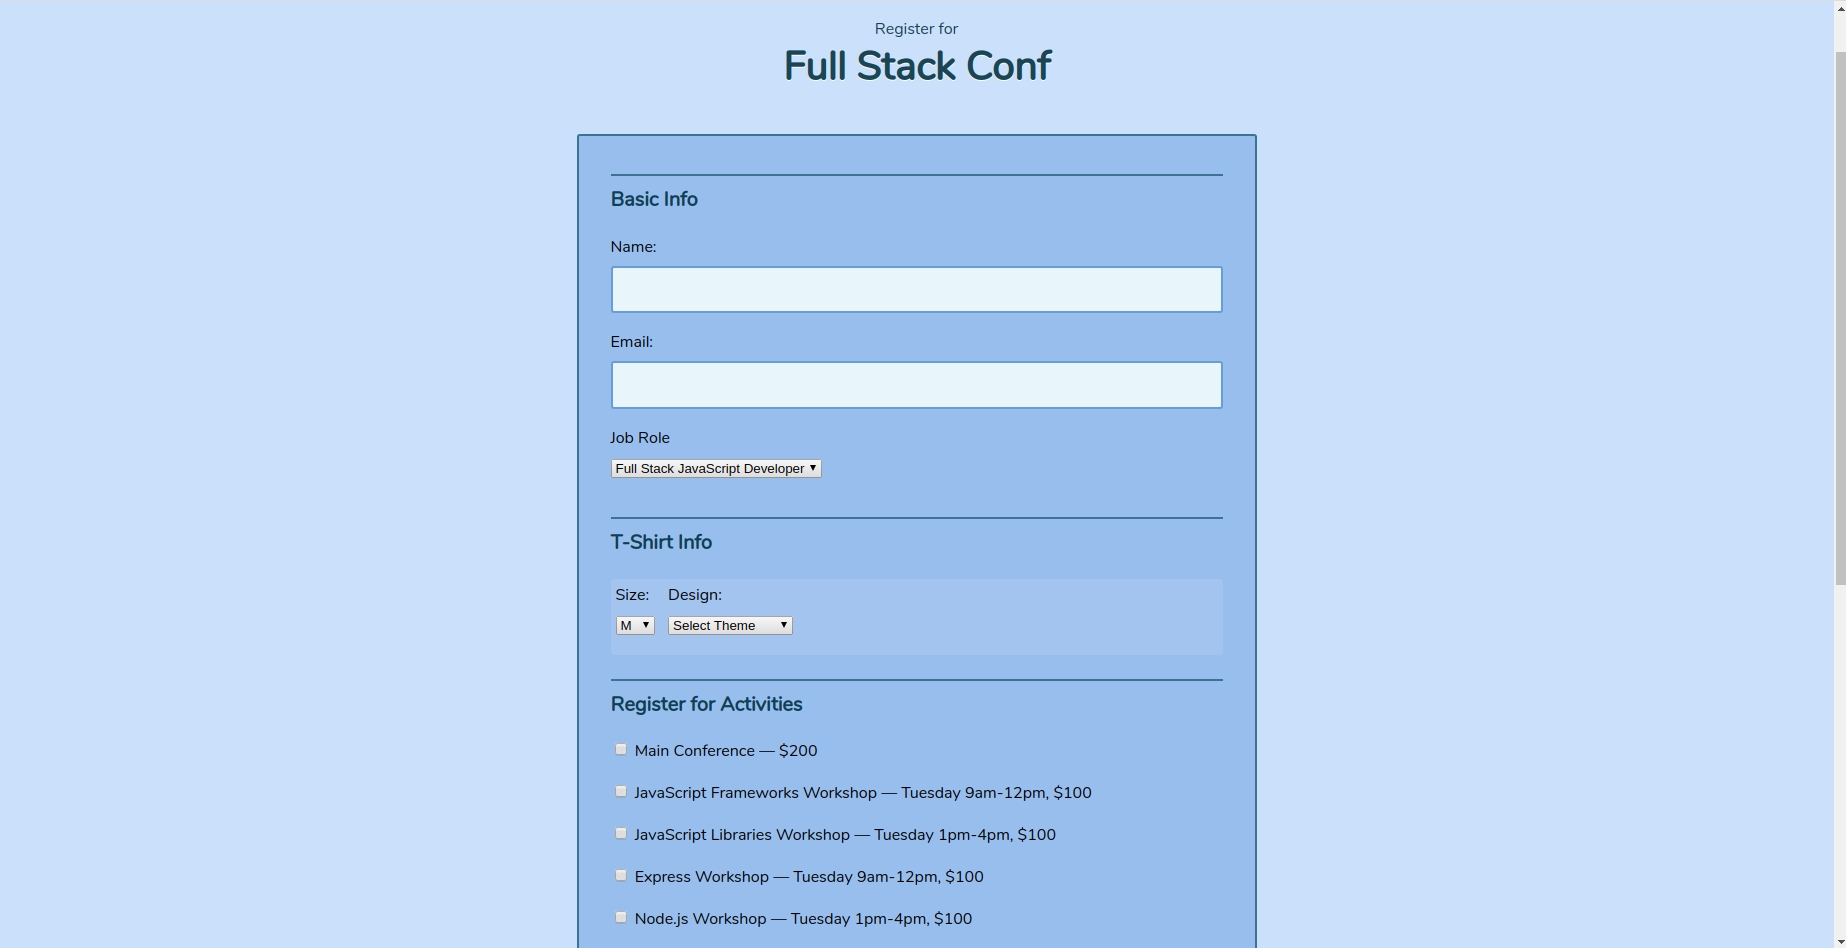 Register for
Full Stack Conf
Basic Info
Name:
Email:
Job Role
Full Stack JavaScript Developer
T-Shirt Info
Size: Design:
M Select Theme
Register for Activities
Main Conference — $200
JavaScript Frameworks Workshop — Tuesday 9am-12pm, $100
JavaScript Libraries Workshop — Tuesday 1pm-4pm, $100
Express Workshop — Tuesday 9am-12pm, $100
Node.js Workshop — Tuesday 1pm-4pm, $100